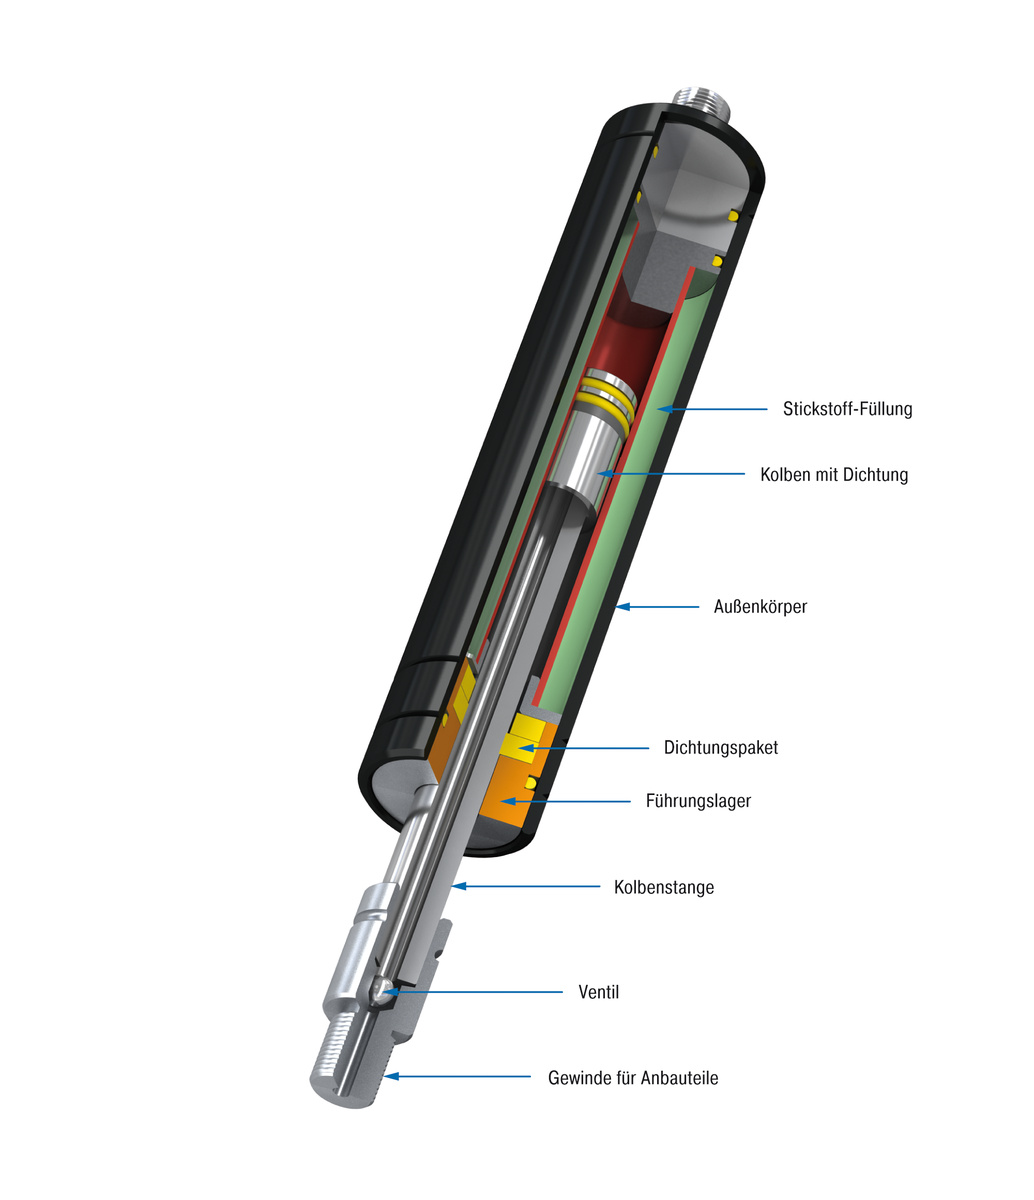 Stickstoff-Füllung
Kolben mit Dichtung
Außenkörper
Dichtungspaket
Führungslager
Kolbenstange
Ventil
Gewinde für Anbauteile